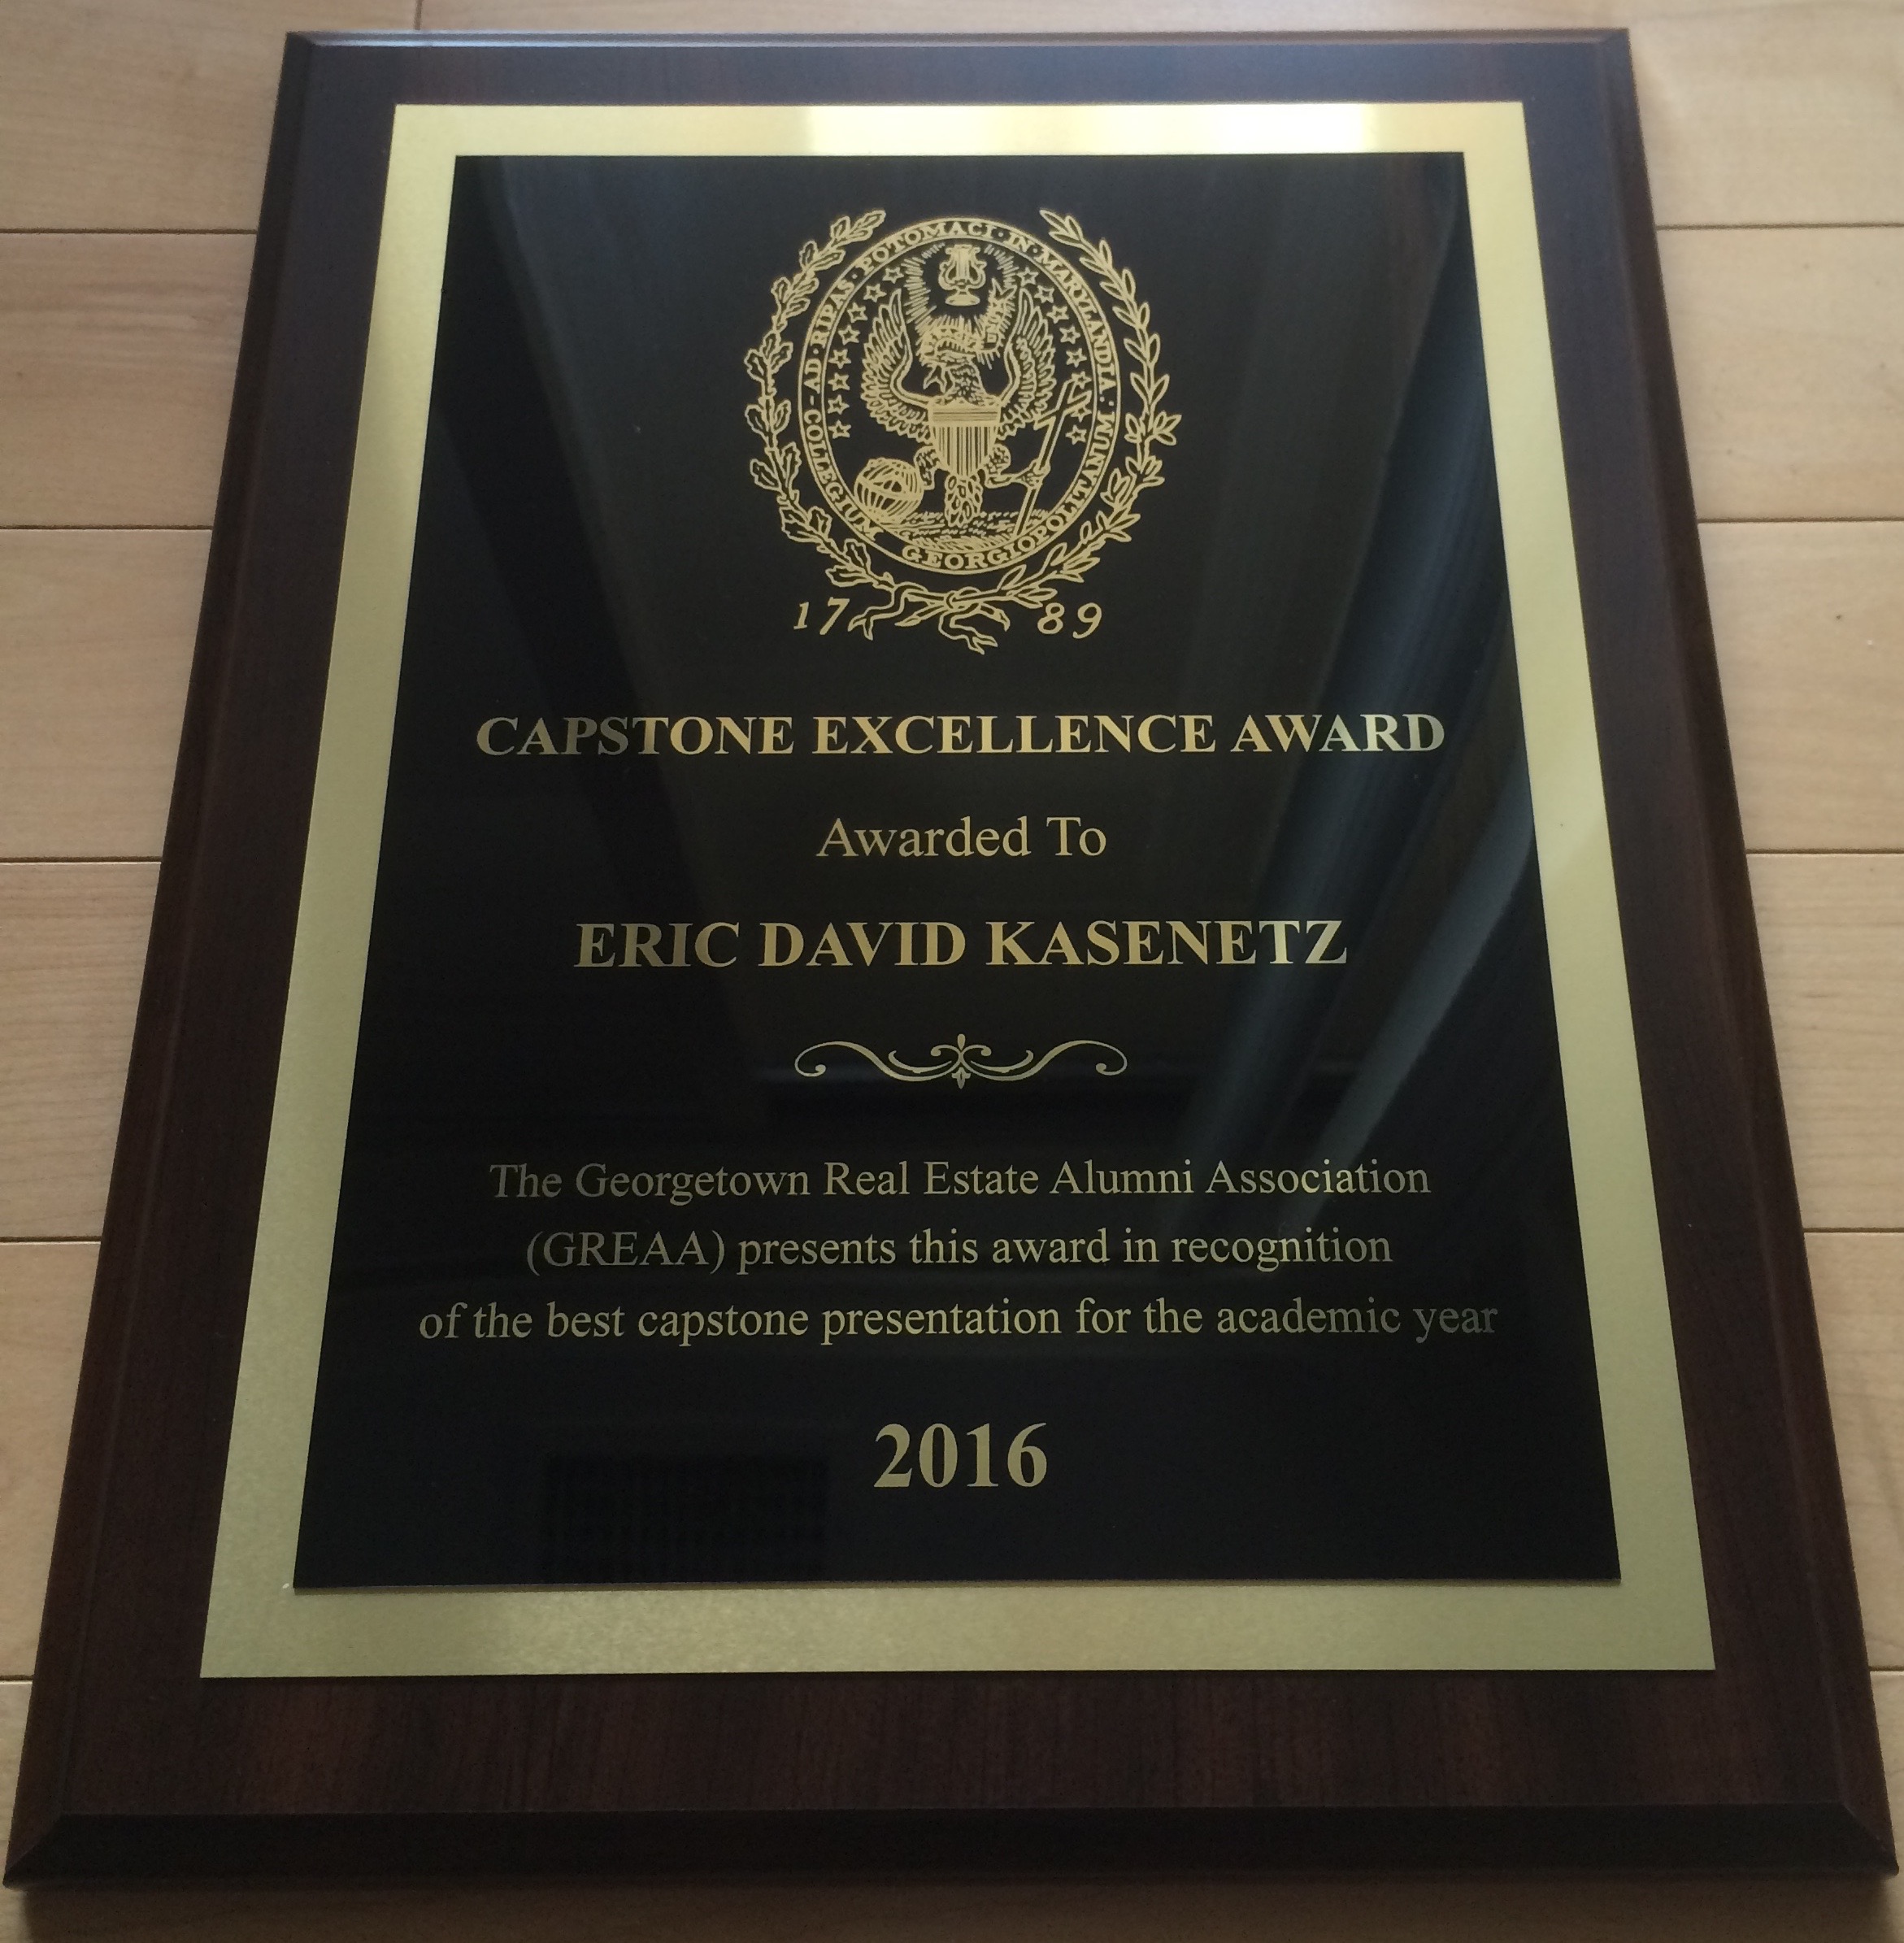 COLLEGIUM GEORGIOPOLITANUM · AD · RIPAS · POTOMACI · IN · MARYLANDIA ·
17 89
CAPSTONE EXCELLENCE AWARD
Awarded To
ERIC DAVID KASENETZ
The Georgetown Real Estate Alumni Association
(GREAA) presents this award in recognition
of the best capstone presentation for the academic year
2016